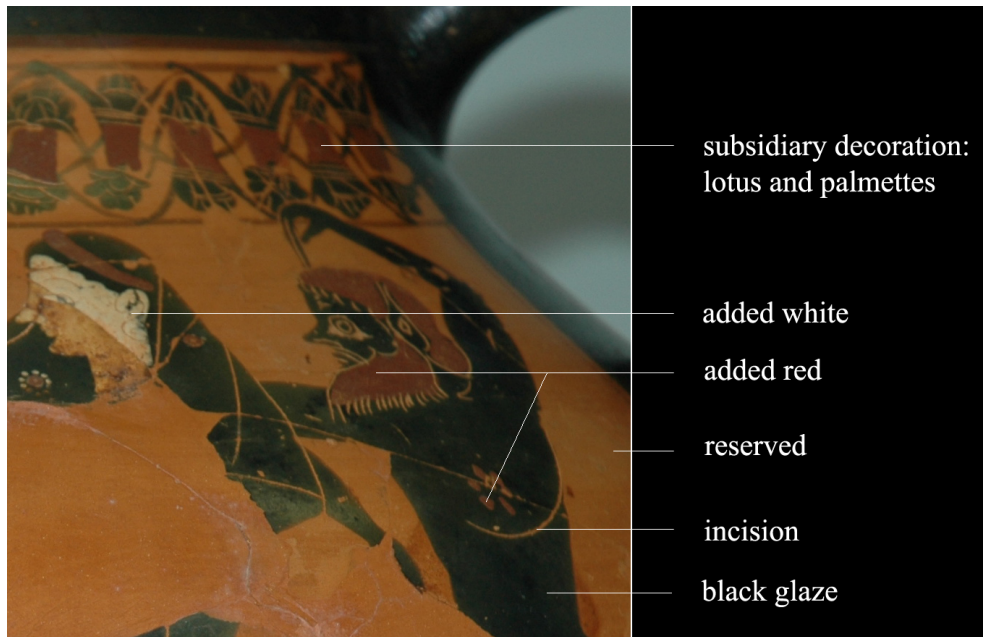 subsidiary decoration:
lotus and palmettes
added white
added red
reserved
incision
black glaze